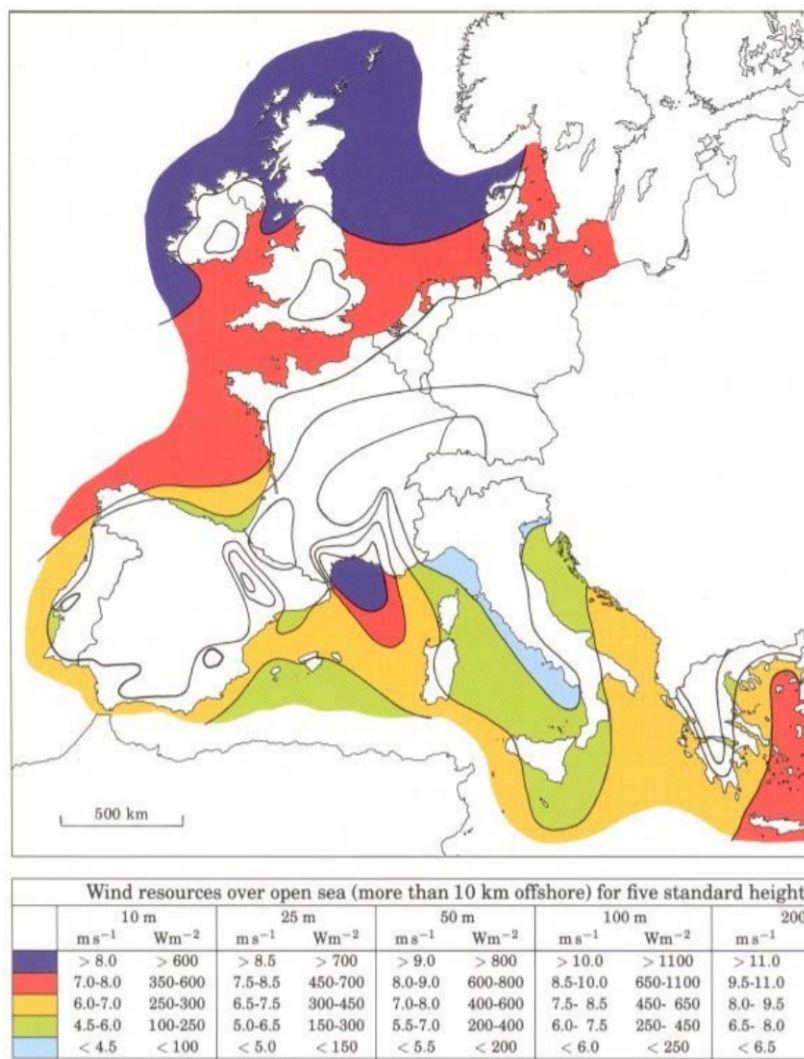 500 km
Wind resources over open sea (more than 10 km offshore) for five standard height
10 m 25 m 50 m 100 m 200
m s⁻¹ Wm⁻² m s⁻¹ Wm⁻² m s⁻¹ Wm⁻² m s⁻¹ Wm⁻² m s⁻¹
> 8.0 > 600 > 8.5 > 700 > 9.0 > 800 > 10.0 > 1100 > 11.0
7.0-8.0 350-600 7.5-8.5 450-700 8.0-9.0 600-800 8.5-10.0 650-1100 9.5-11.0
6.0-7.0 250-300 6.5-7.5 300-450 7.0-8.0 400-600 7.5- 8.5 450- 650 8.0- 9.5
4.5-6.0 100-250 5.0-6.5 150-300 5.5-7.0 200-400 6.0- 7.5 250- 450 6.5- 8.0
< 4.5 < 100 < 5.0 < 150 < 5.5 < 200 < 6.0 < 250 < 6.5